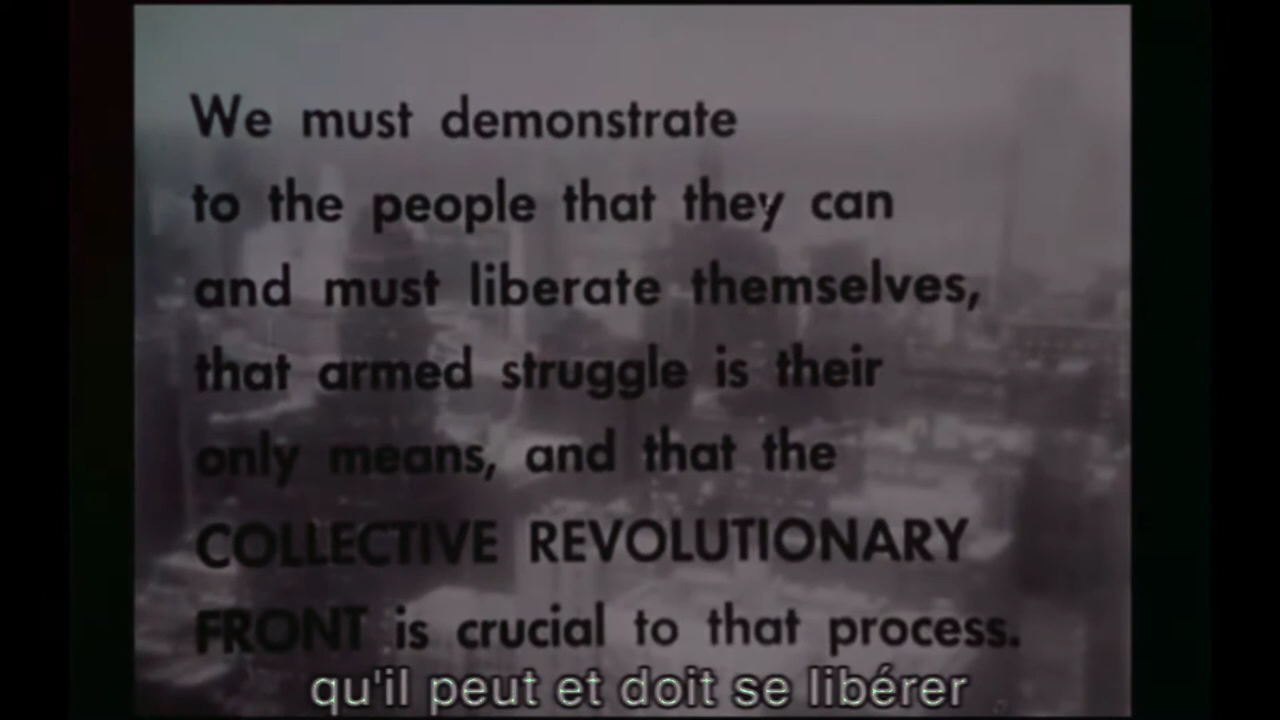 We must demonstrate
to the people that they can
and must liberate themselves,
that armed struggle is their
only means, and that the
COLLECTIVE REVOLUTIONARY
FRONT is crucial to that process.
qu'il peut et doit se libérer